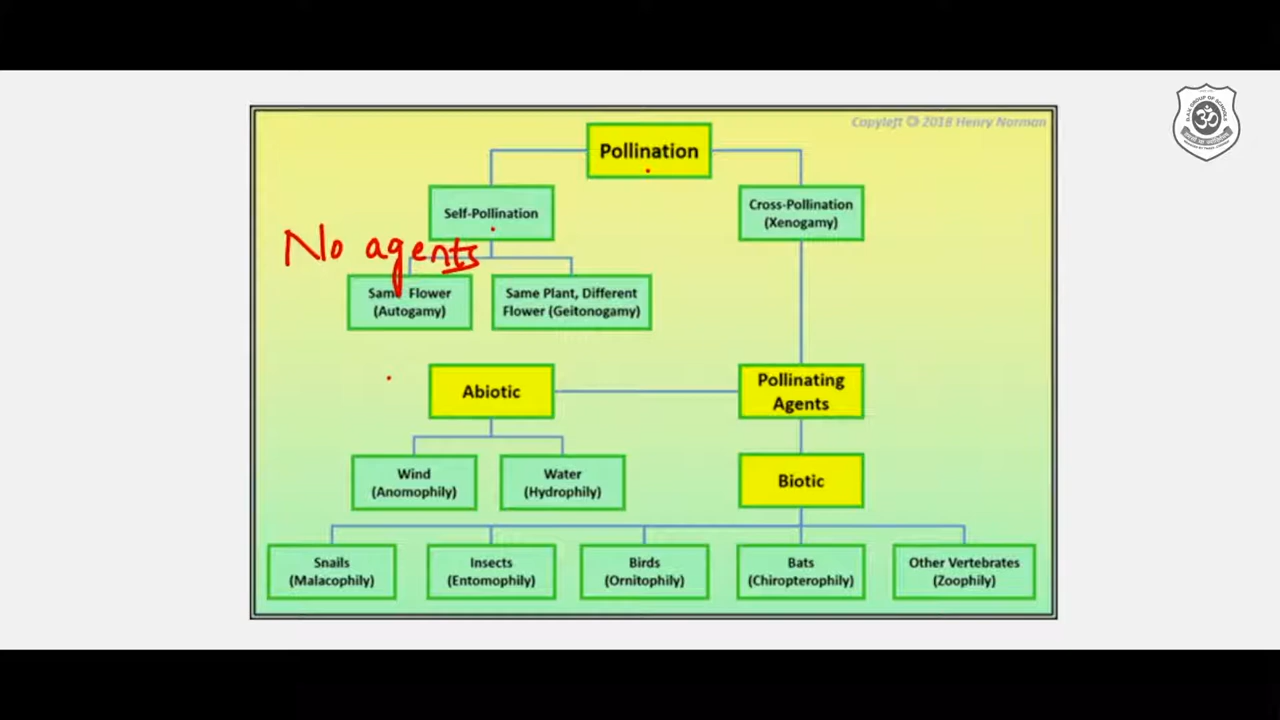 Copyleft 🄯 2018 Henry Norman
Pollination
Self-Pollination
Cross-Pollination
(Xenogamy)
No agents
Same Flower
(Autogamy)
Same Plant, Different
Flower (Geitonogamy)
Abiotic
Pollinating
Agents
Wind
(Anomophily)
Water
(Hydrophily)
Biotic
Snails
(Malacophily)
Insects
(Entomophily)
Birds
(Ornitophily)
Bats
(Chiropterophily)
Other Vertebrates
(Zoophily)